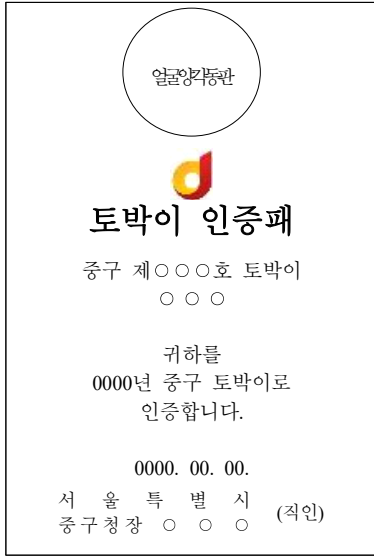 얼굴양각동판
토박이 인증패
중구 제○○○호 토박이
○ ○ ○
귀하를
0000년 중구 토박이로
인증합니다.
0000. 00. 00.
서 울 특 별 시
중구청장 ○ ○ ○ (직인)